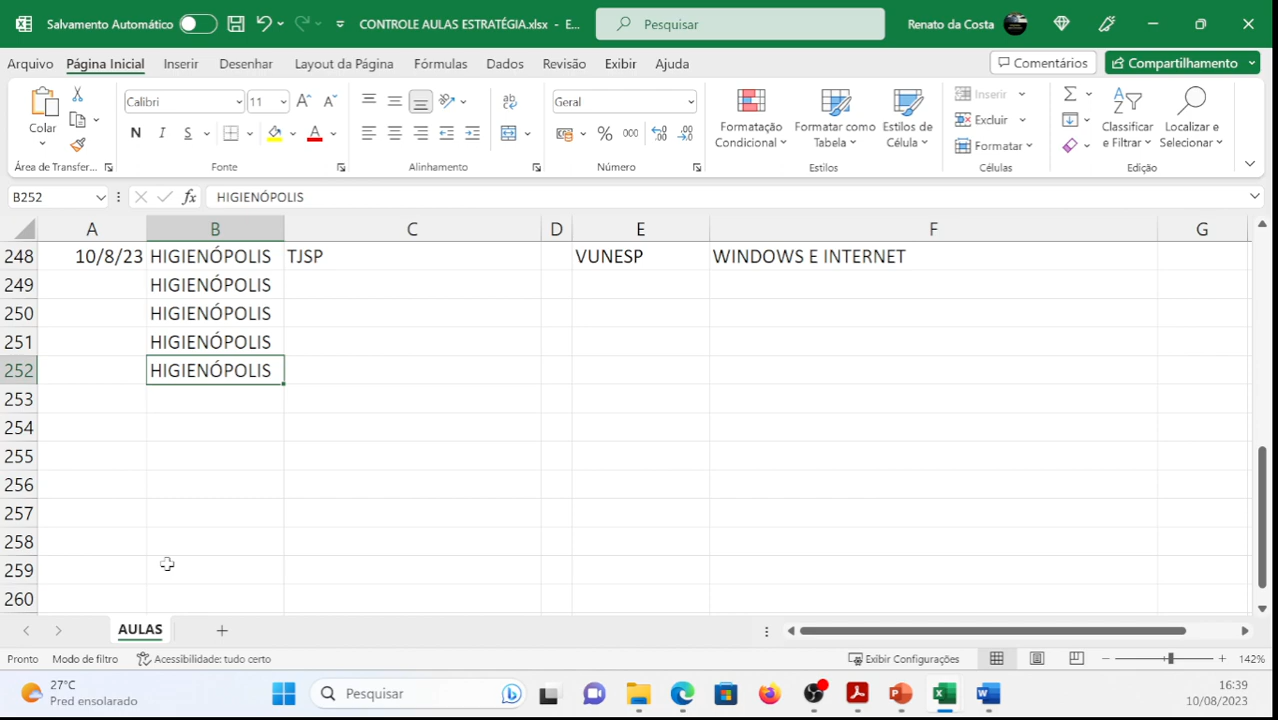 Salvamento Automático
CONTROLE AULAS ESTRATÉGIA.xlsx - E...
Pesquisar
Renato da Costa
Arquivo Página Inicial Inserir Desenhar Layout da Página Fórmulas Dados Revisão Exibir Ajuda
Comentários
Compartilhamento
Colar
Área de Transfer...
Calibri 11
N I S A
Fonte
Alinhamento
Geral
% 000
Número
Formatação Condicional
Formatar como Tabela
Estilos de Célula
Estilos
Inserir
Excluir
Formatar
Células
Classificar e Filtrar
Localizar e Selecionar
Edição
B252 fx HIGIENÓPOLIS
A B C D E F G
248 10/8/23 HIGIENÓPOLIS TJSP VUNESP WINDOWS E INTERNET
249 HIGIENÓPOLIS
250 HIGIENÓPOLIS
251 HIGIENÓPOLIS
252 HIGIENÓPOLIS
253
254
255
256
257
258
259
260
AULAS
Pronto Modo de filtro Acessibilidade: tudo certo Exibir Configurações 142%
27°C
Pred ensolarado
Pesquisar
16:39
10/08/2023